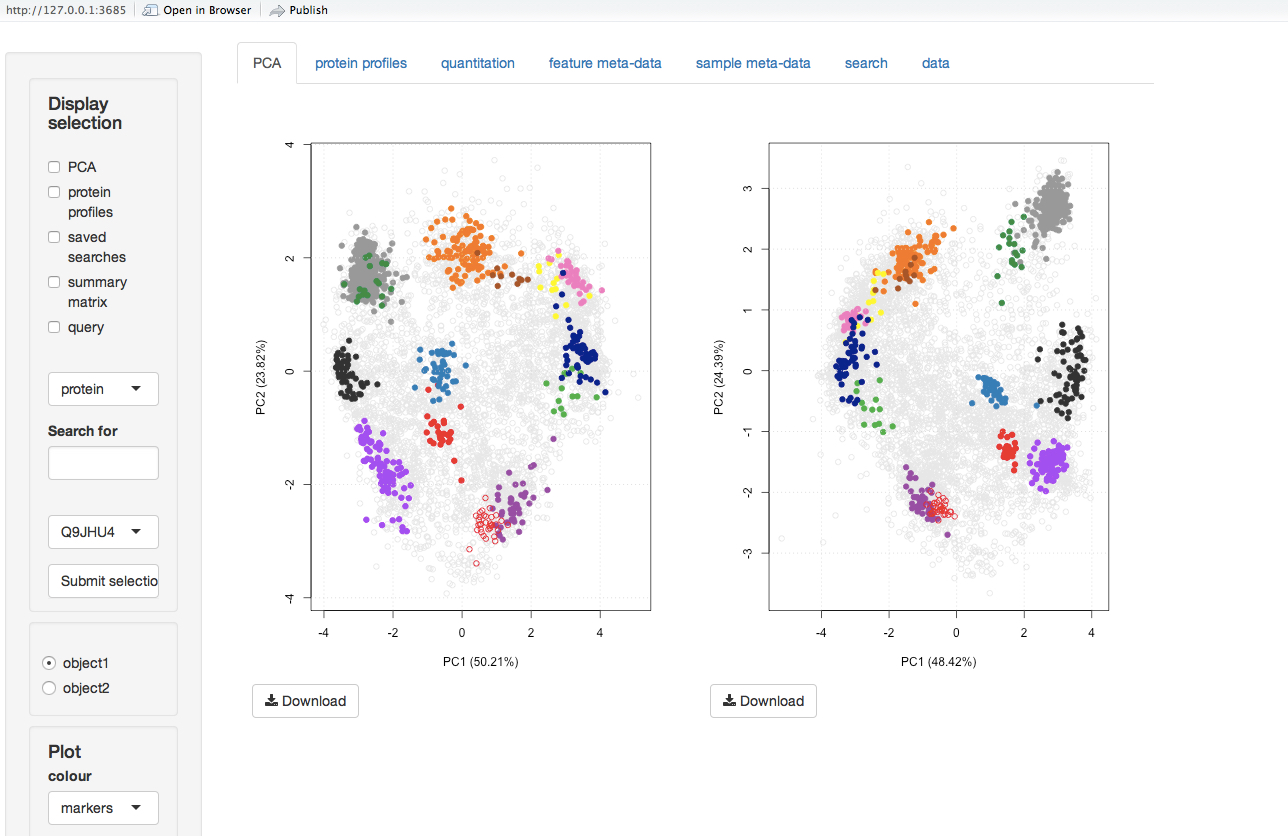 http://127.0.0.1:3685 Open in Browser Publish
PCA protein profiles quantitation feature meta-data sample meta-data search data
Display
selection
PCA
protein
profiles
saved
searches
summary
matrix
query
protein
Search for
Q9JHU4
Submit selectio
object1
object2
Plot
colour
markers
4
2
0
-2
-4
PC2 (23.82%)
-4 -2 0 2 4
PC1 (50.21%)
Download
3
2
1
0
-1
-2
-3
PC2 (24.39%)
-4 -2 0 2 4
PC1 (48.42%)
Download